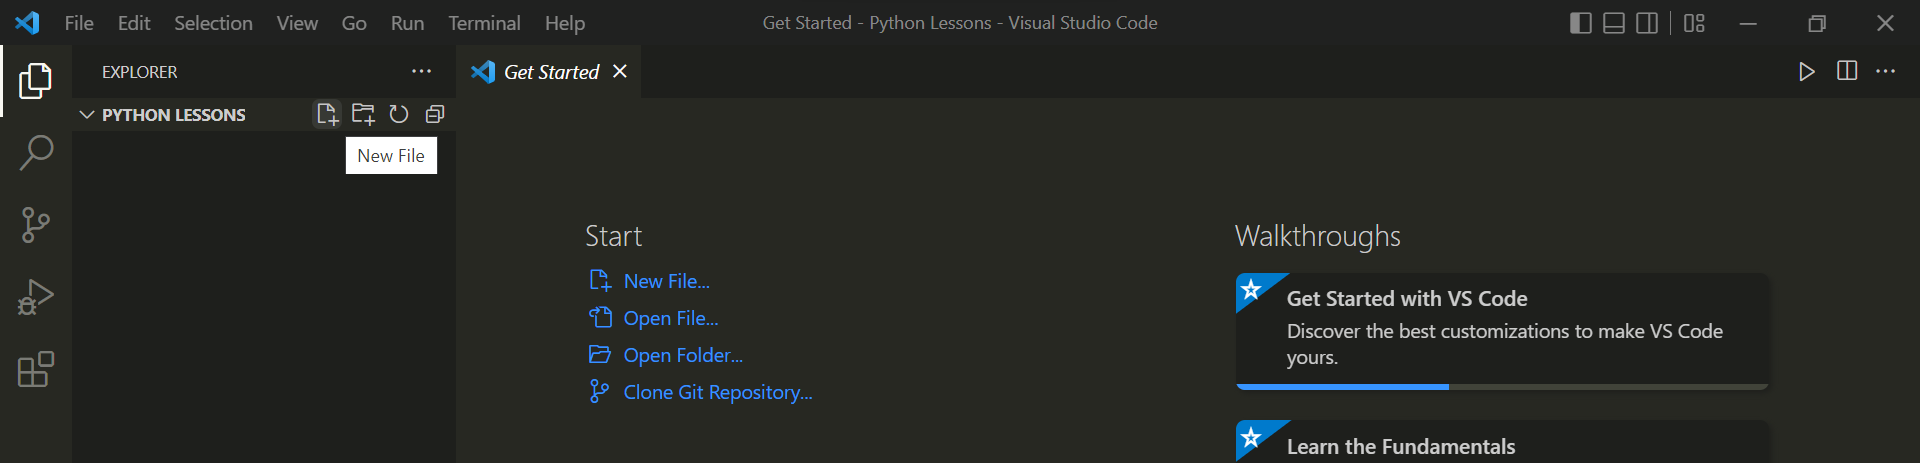 File Edit Selection View Go Run Terminal Help Get Started - Python Lessons - Visual Studio Code
EXPLORER
Get Started
PYTHON LESSONS
New File
Start
New File...
Open File...
Open Folder...
Clone Git Repository...
Walkthroughs
Get Started with VS Code
Discover the best customizations to make VS Code
yours.
Learn the Fundamentals